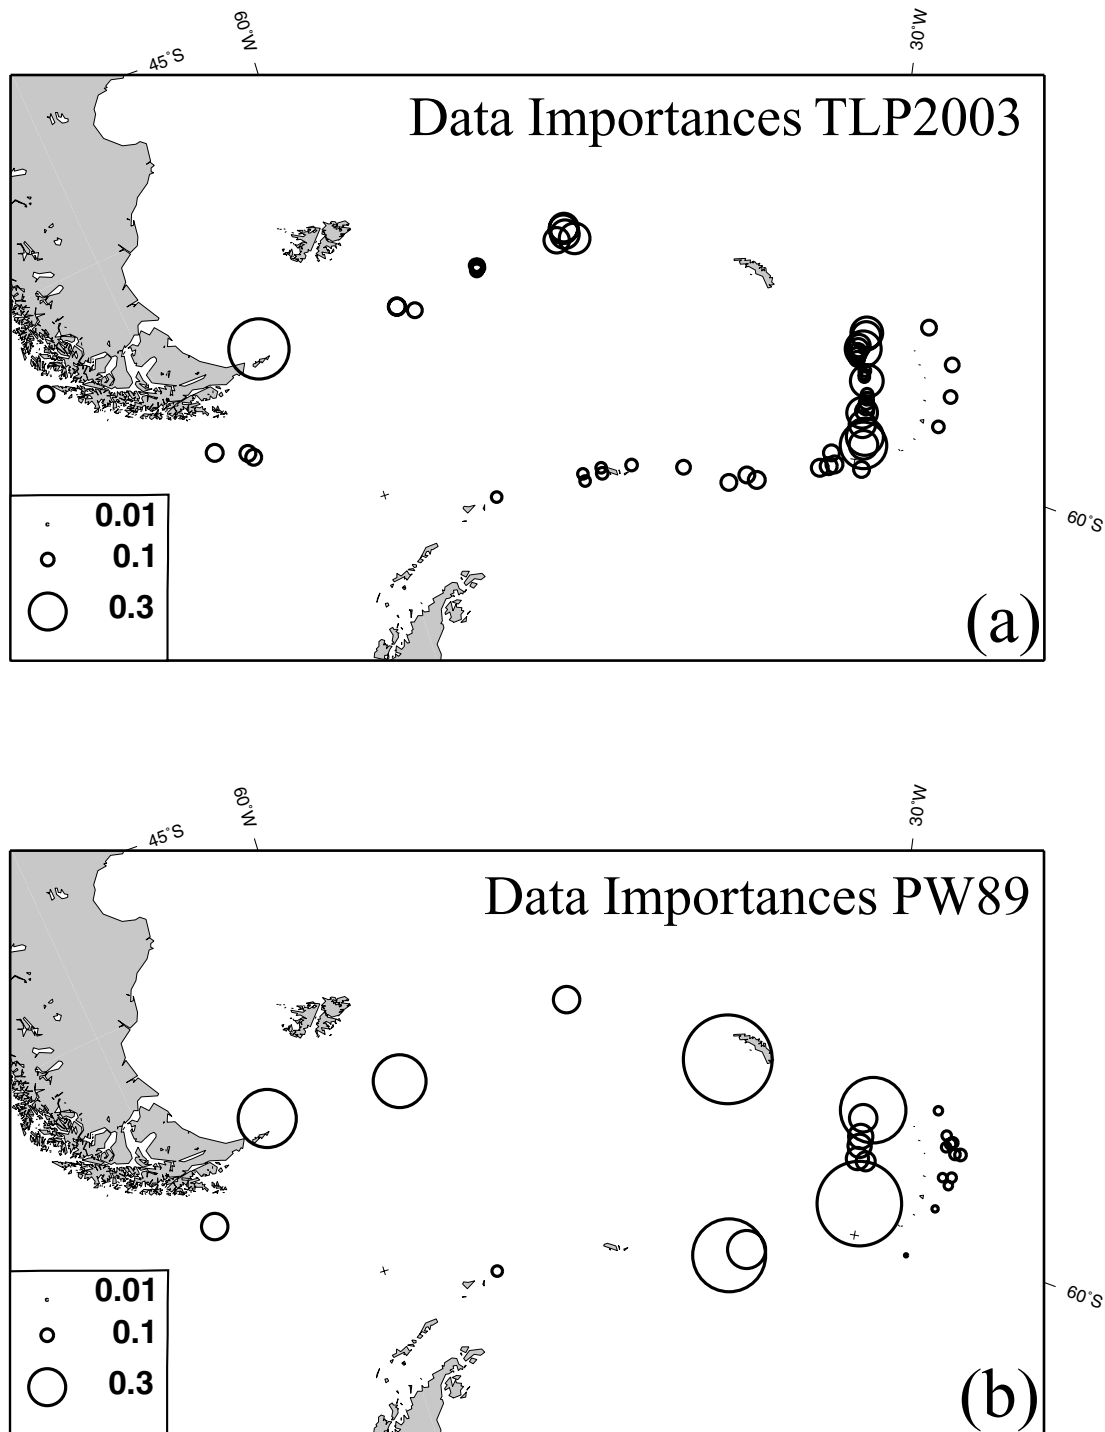 60˚W
30˚W
45˚S
Data Importances TLP2003
0.01
0.1
0.3
60˚S
(a)
60˚W
30˚W
45˚S
Data Importances PW89
0.01
0.1
0.3
60˚S
(b)